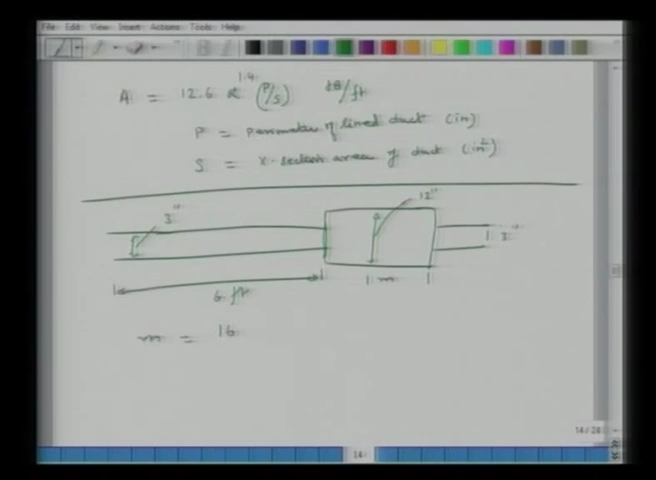 File Edit View Insert Actions Tools Help
A = 12.6 α^1.4 (P/S) dB/ft
P = perimeter of lined duct (in)
S = X-section area of duct (in²)
3"
12"
3"
6 ft
1 m
m = 16
14/28
14